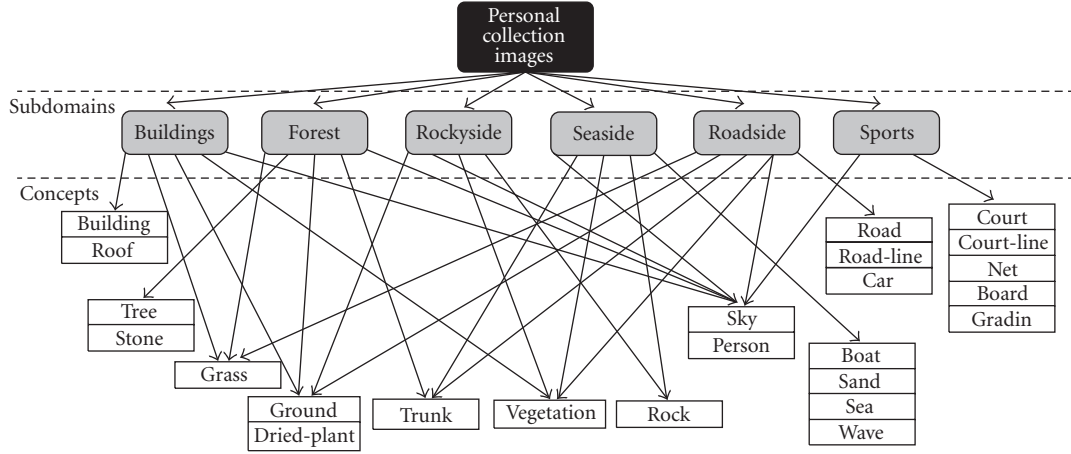 Personal
collection
images
Subdomains
Buildings
Forest
Rockyside
Seaside
Roadside
Sports
Concepts
Building
Roof
Tree
Stone
Grass
Ground
Dried-plant
Trunk
Vegetation
Rock
Sky
Person
Road
Road-line
Car
Boat
Sand
Sea
Wave
Court
Court-line
Net
Board
Gradin